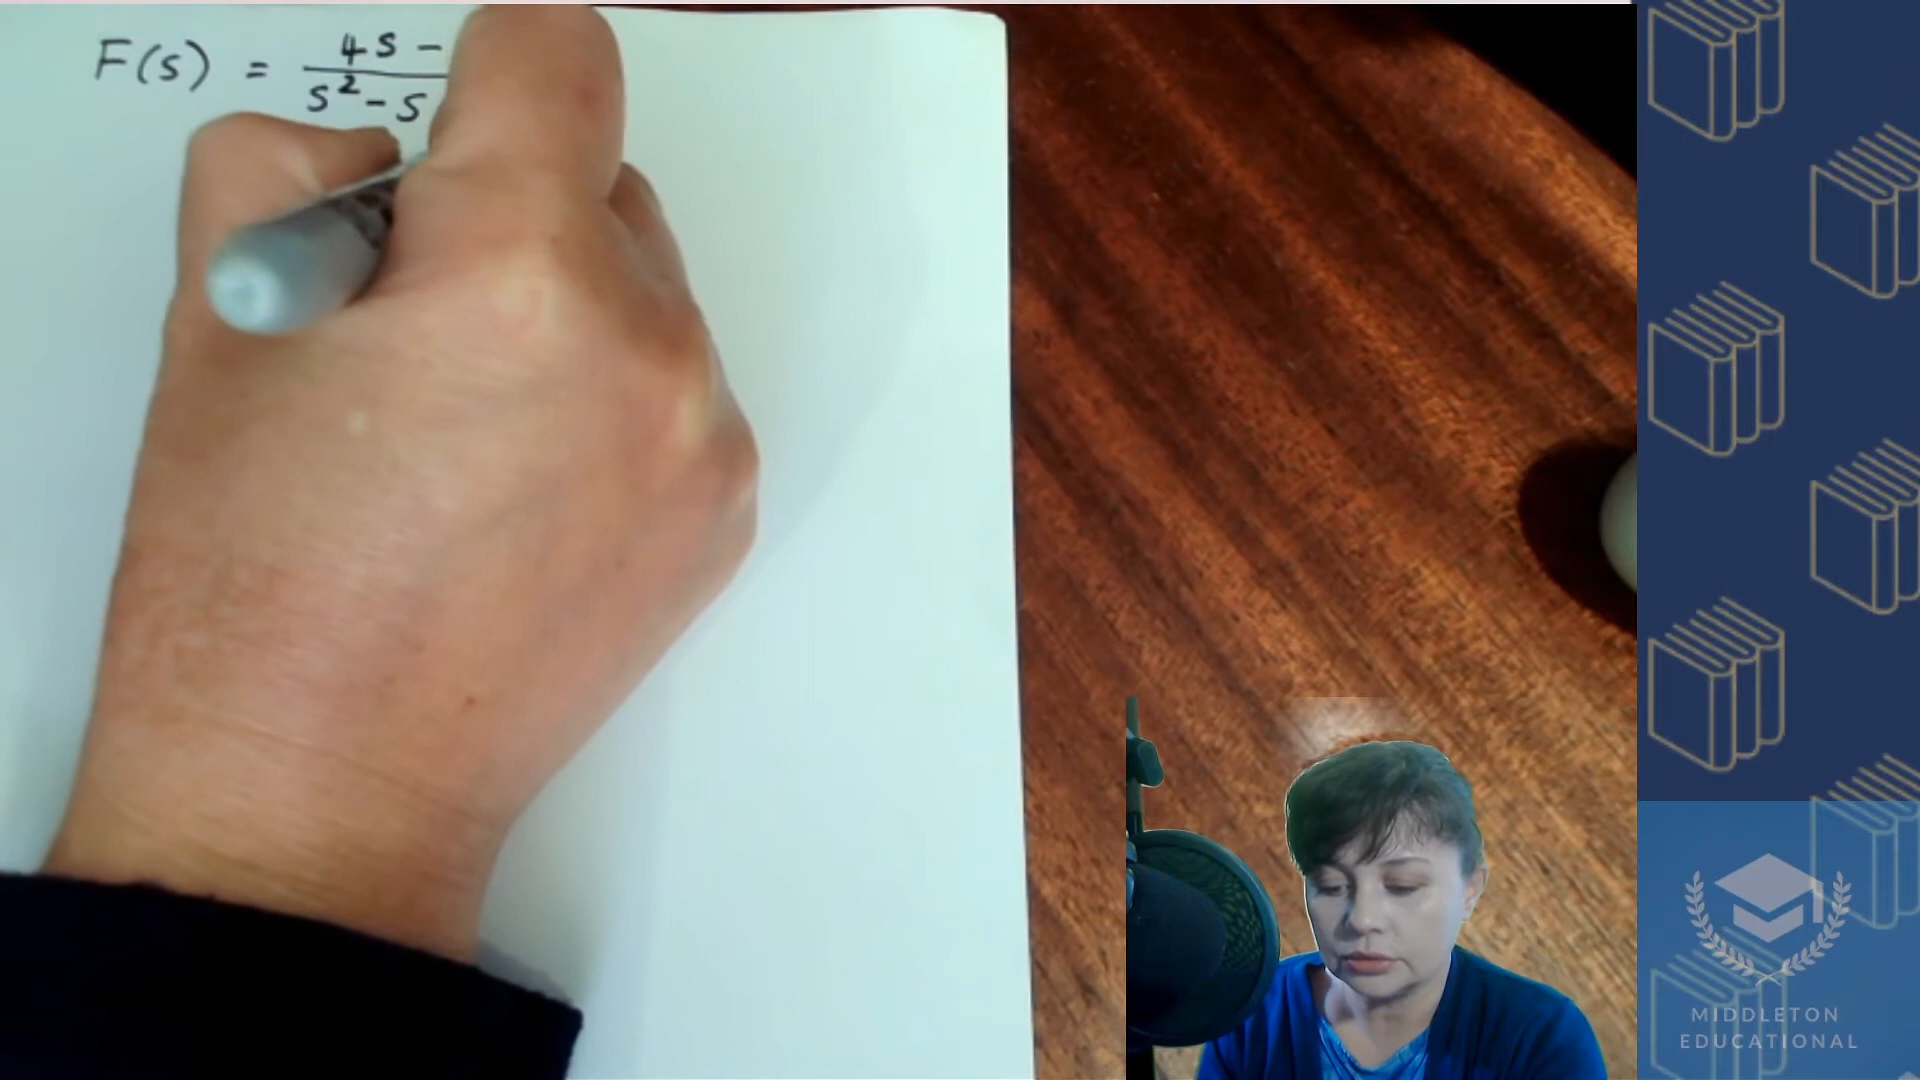 F(s) = 4s -
s² - s
MIDDLETON
EDUCATIONAL